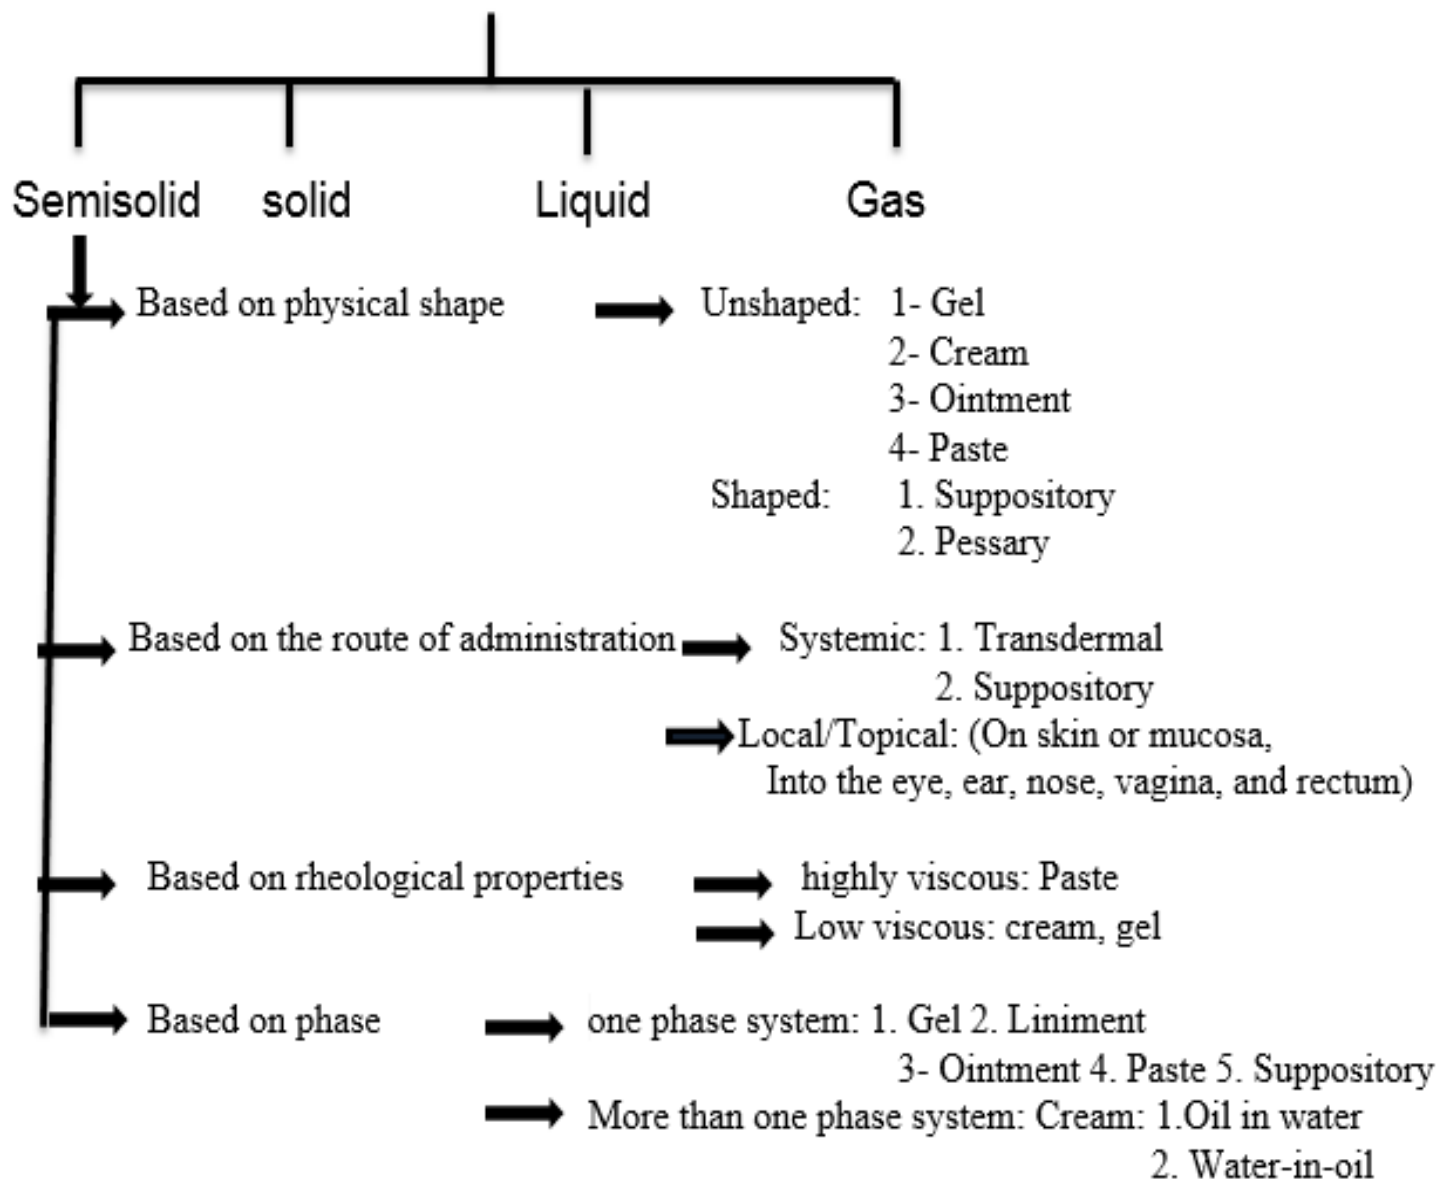 Semisolid solid Liquid Gas
Based on physical shape Unshaped: 1- Gel
2- Cream
3- Ointment
4- Paste
Shaped: 1. Suppository
2. Pessary
Based on the route of administration Systemic: 1. Transdermal
2. Suppository
Local/Topical: (On skin or mucosa,
Into the eye, ear, nose, vagina, and rectum)
Based on rheological properties highly viscous: Paste
Low viscous: cream, gel
Based on phase one phase system: 1. Gel 2. Liniment
3- Ointment 4. Paste 5. Suppository
More than one phase system: Cream: 1.Oil in water
2. Water-in-oil